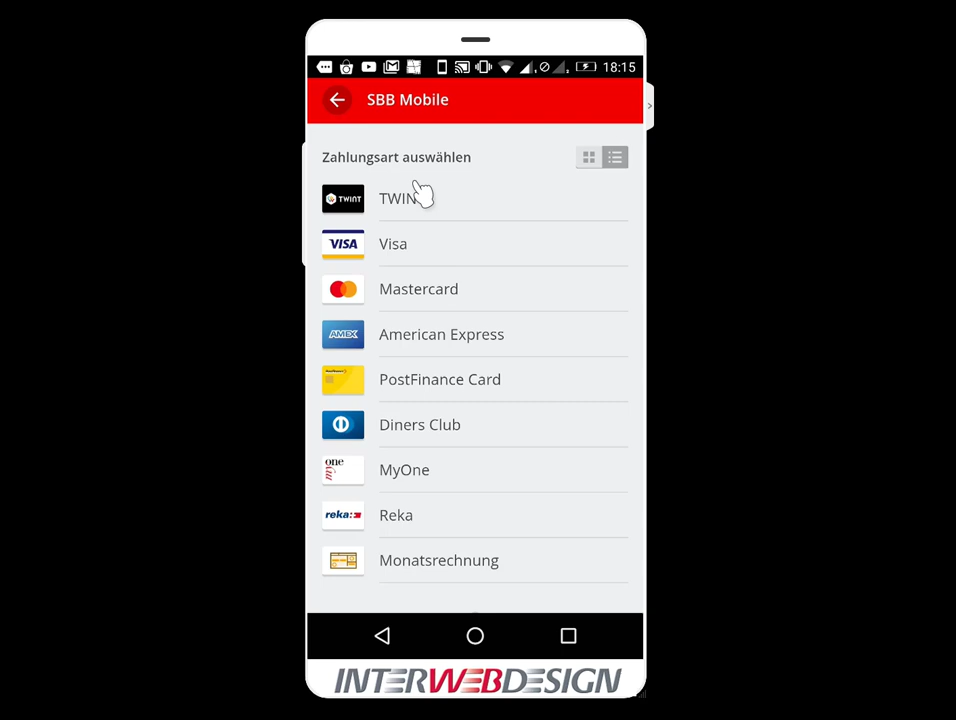 18:15
SBB Mobile
Zahlungsart auswählen
TWINT TWIN
VISA Visa
Mastercard
AMEX American Express
PostFinance Card
Diners Club
one MyOne
reka: Reka
Monatsrechnung
INTERWEBDESIGN